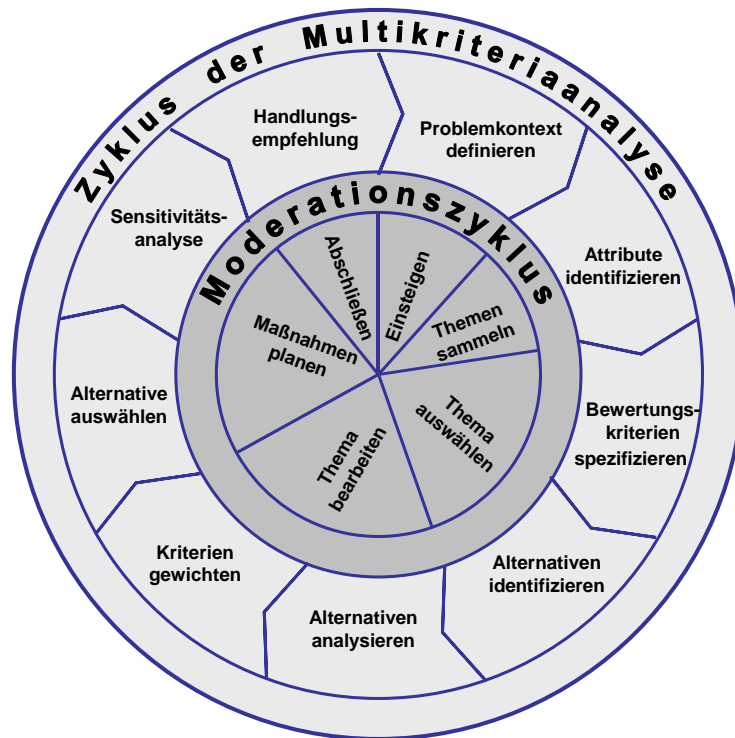 Zyklus der Multikriteriaanalyse
Problemkontext
definieren
Attribute
identifizieren
Bewertungs-
kriterien
spezifizieren
Alternativen
identifizieren
Alternativen
analysieren
Kriterien
gewichten
Alternative
auswählen
Sensitivitäts-
analyse
Handlungs-
empfehlung
Moderationszyklus
Einsteigen
Themen
sammeln
Thema
auswählen
Thema
bearbeiten
Maßnahmen
planen
Abschließen